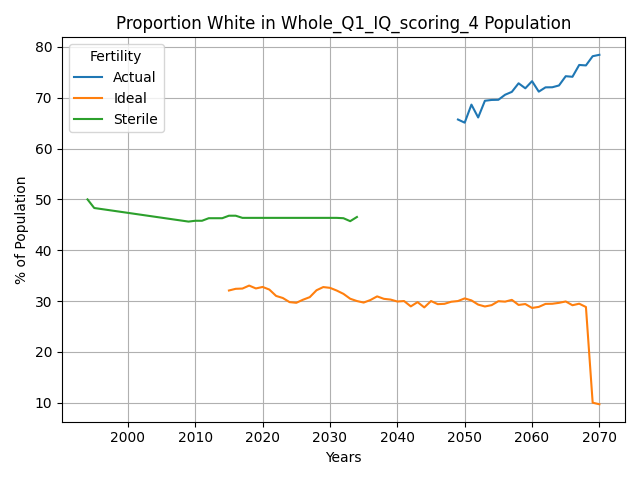 Proportion White in Whole_Q1_IQ_scoring_4 Population
Fertility
Actual
Ideal
Sterile
% of Population
80
70
60
50
40
30
20
10
2000 2010 2020 2030 2040 2050 2060 2070
Years